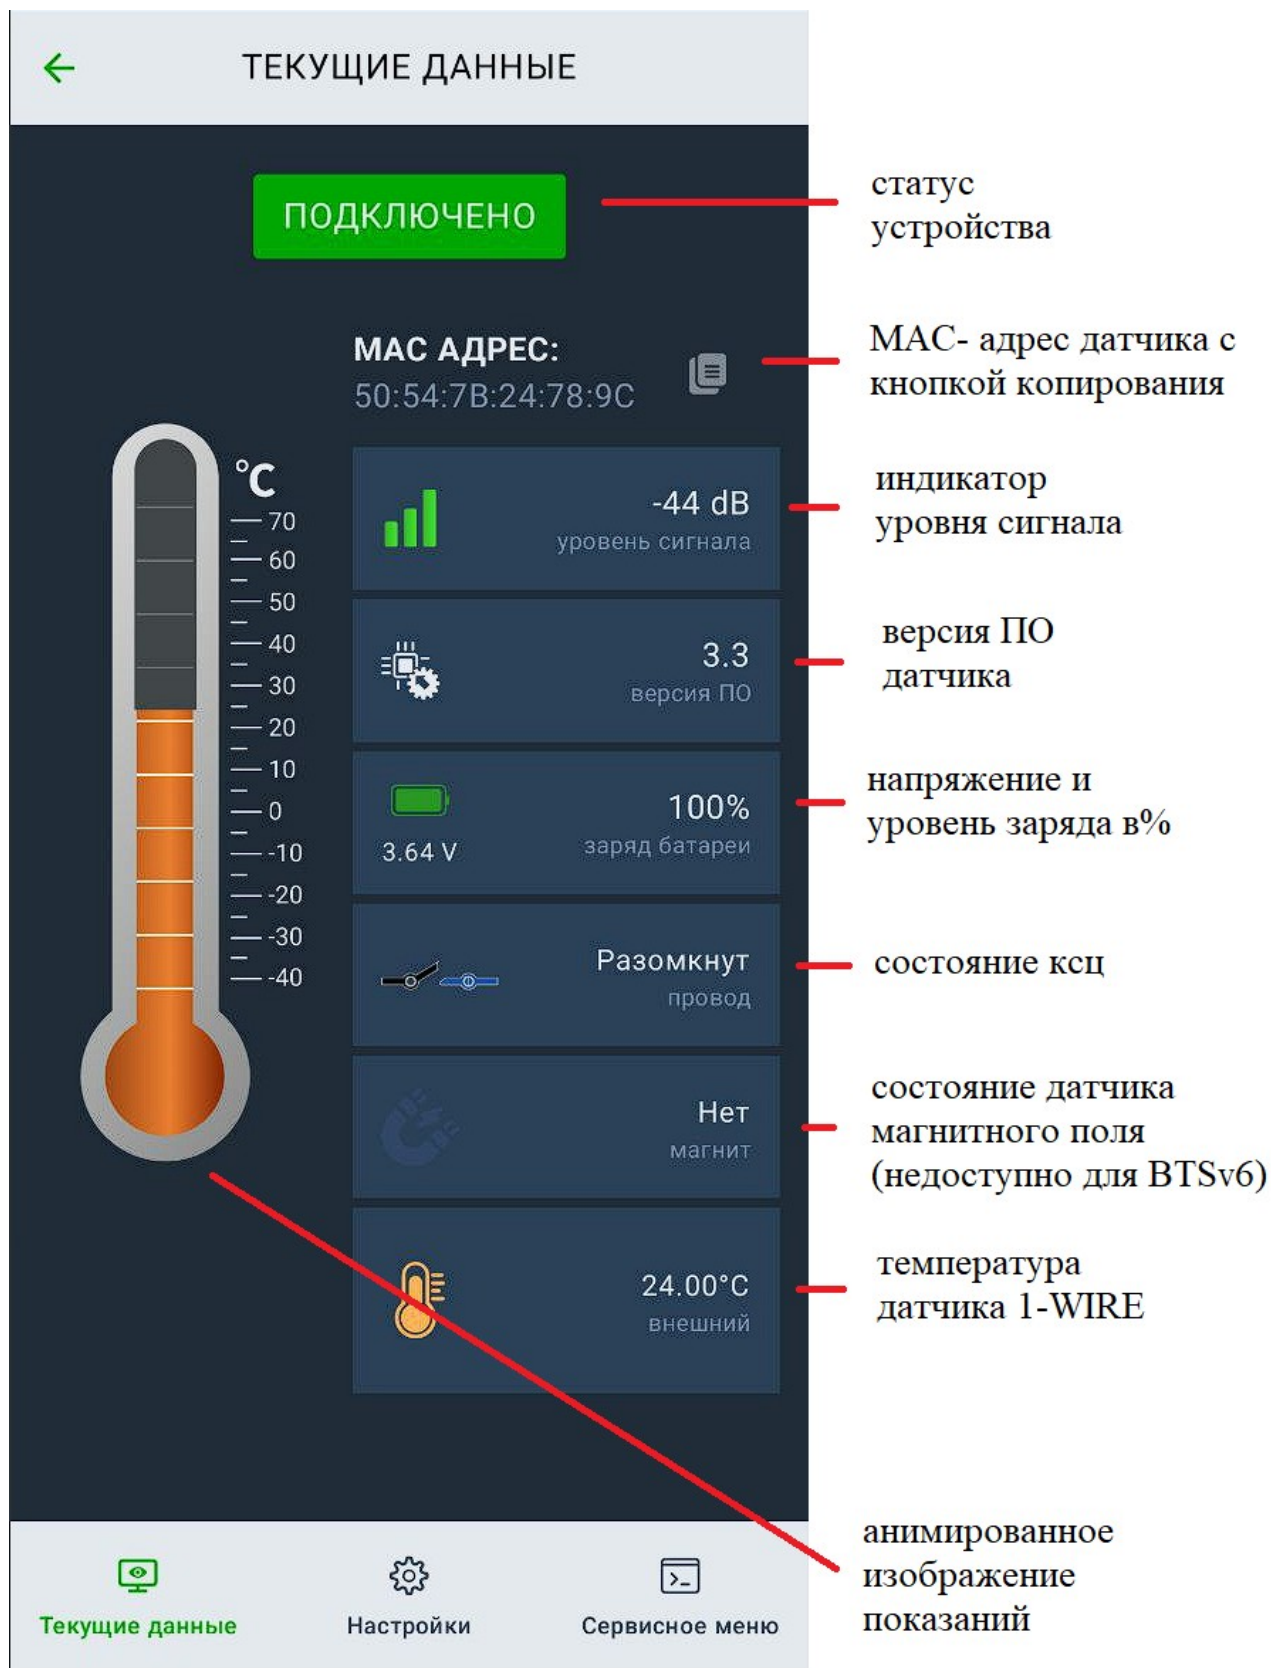 ТЕКУЩИЕ ДАННЫЕ
ПОДКЛЮЧЕНО
статус
устройства
МАС АДРЕС:
50:54:7B:24:78:9C
МАС- адрес датчика с
кнопкой копирования
°C
70
60
50
40
30
20
10
0
-10
-20
-30
-40
-44 dB
уровень сигнала
индикатор
уровня сигнала
3.3
версия ПО
версия ПО
датчика
100%
3.64 V
заряд батареи
напряжение и
уровень заряда в%
Разомкнут
провод
состояние ксц
Нет
магнит
состояние датчика
магнитного поля
(недоступно для BTSv6)
24.00°C
внешний
температура
датчика 1-WIRE
анимированное
изображение
показаний
Текущие данные
Настройки
Сервисное меню